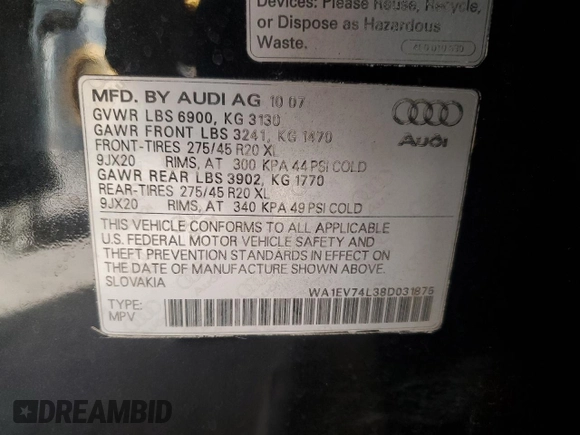 Devices: Please Reuse, Recycle,
or Dispose as Hazardous
Waste.
MFD. BY AUDI AG 10 07
GVWR LBS 6900, KG 3130
GAWR FRONT LBS 3241, KG 1470
FRONT-TIRES 275/45 R20 XL
9JX20 RIMS, AT 300 KPA 44 PSI COLD
GAWR REAR LBS 3902, KG 1770
REAR-TIRES 275/45 R20 XL
9JX20 RIMS, AT 340 KPA 49 PSI COLD
Audi
THIS VEHICLE CONFORMS TO ALL APPLICABLE
U.S. FEDERAL MOTOR VEHICLE SAFETY AND
THEFT PREVENTION STANDARDS IN EFFECT ON
THE DATE OF MANUFACTURE SHOWN ABOVE.
SLOVAKIA
WA1EV74L38D031875
TYPE:
MPV
DREAMBID